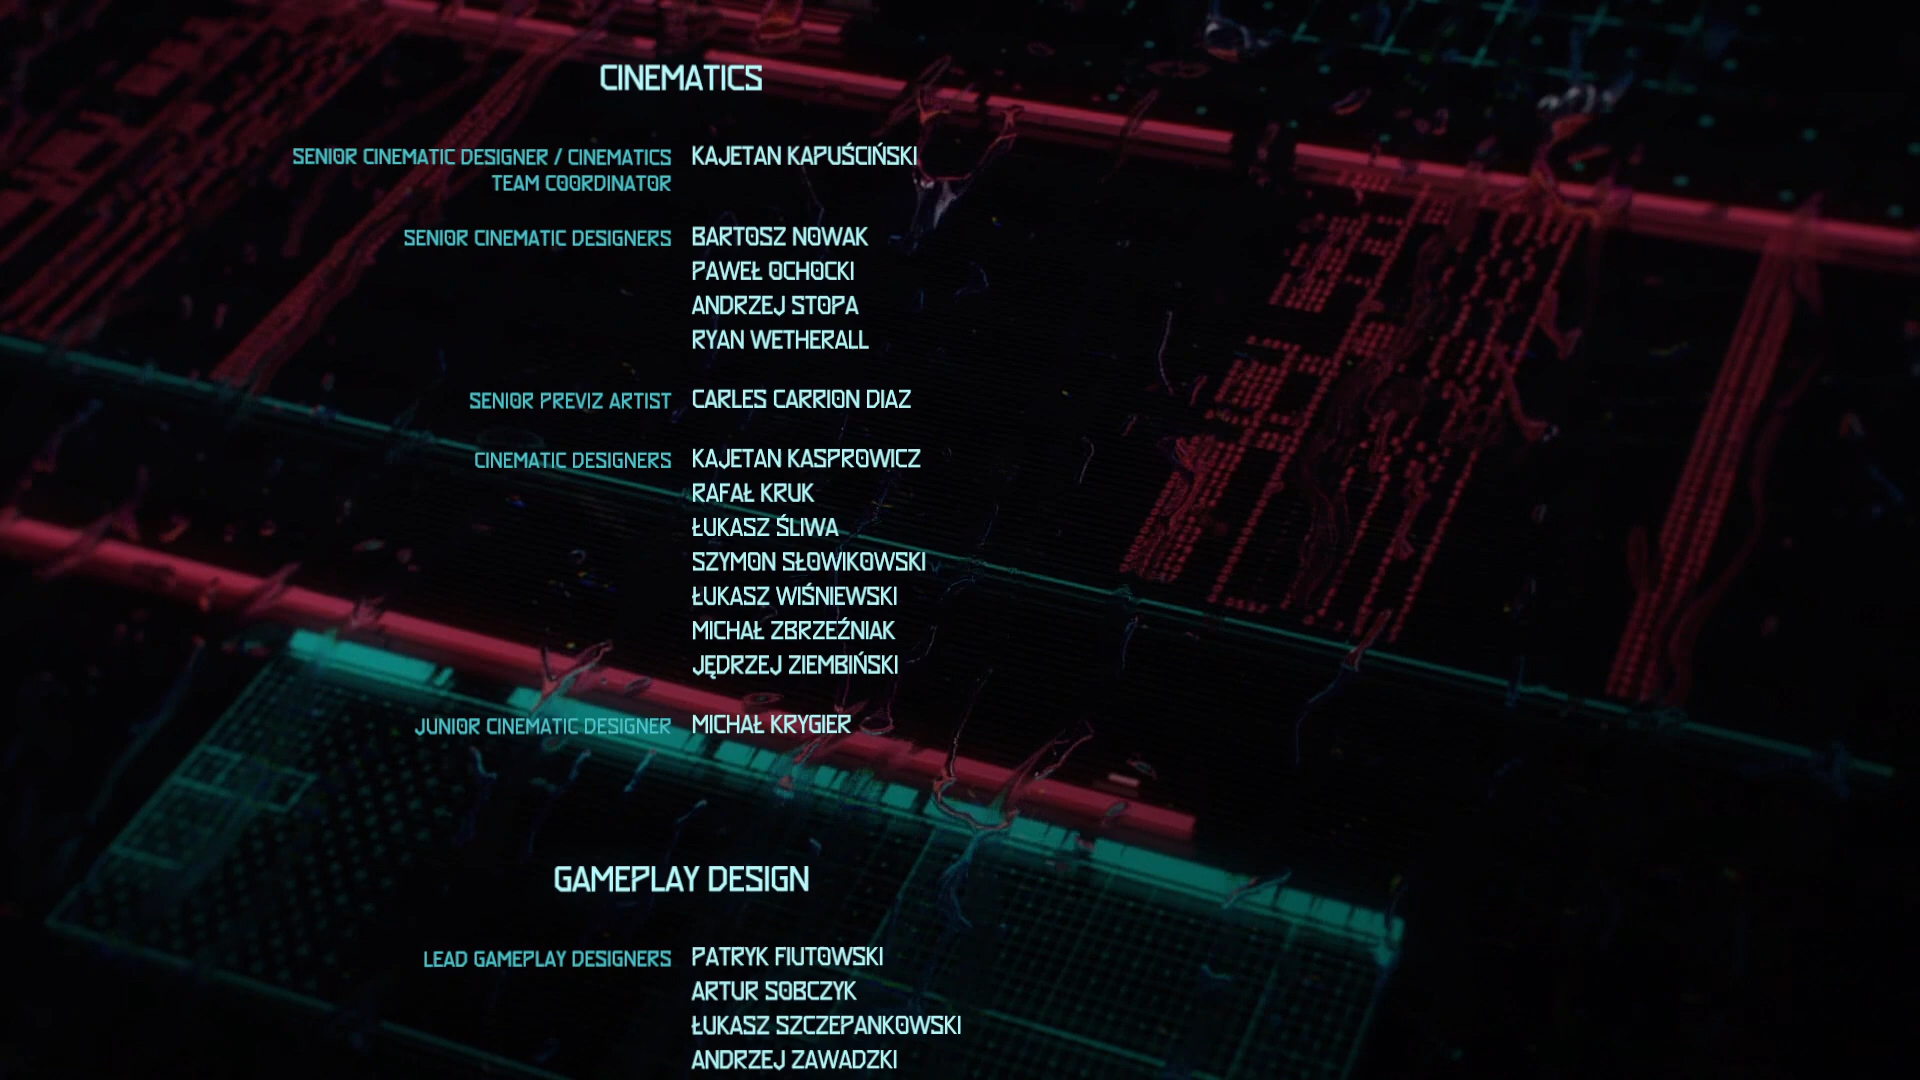 CINEMATICS
SENIOR CINEMATIC DESIGNER / CINEMATICS KAJETAN KAPUŚCIŃSKI
TEAM COORDINATOR
SENIOR CINEMATIC DESIGNERS BARTOSZ NOWAK
PAWEŁ OCHOCKI
ANDRZEJ STOPA
RYAN WETHERALL
SENIOR PREVIZ ARTIST CARLES CARRION DIAZ
CINEMATIC DESIGNERS KAJETAN KASPROWICZ
RAFAŁ KRUK
ŁUKASZ ŚLIWA
SZYMON SŁOWIKOWSKI
ŁUKASZ WIŚNIEWSKI
MICHAŁ ZBRZEŹNIAK
JĘDRZEJ ZIEMBIŃSKI
JUNIOR CINEMATIC DESIGNER MICHAŁ KRYGIER
GAMEPLAY DESIGN
LEAD GAMEPLAY DESIGNERS PATRYK FIUTOWSKI
ARTUR SOBCZYK
ŁUKASZ SZCZEPANKOWSKI
ANDRZEJ ZAWADZKI